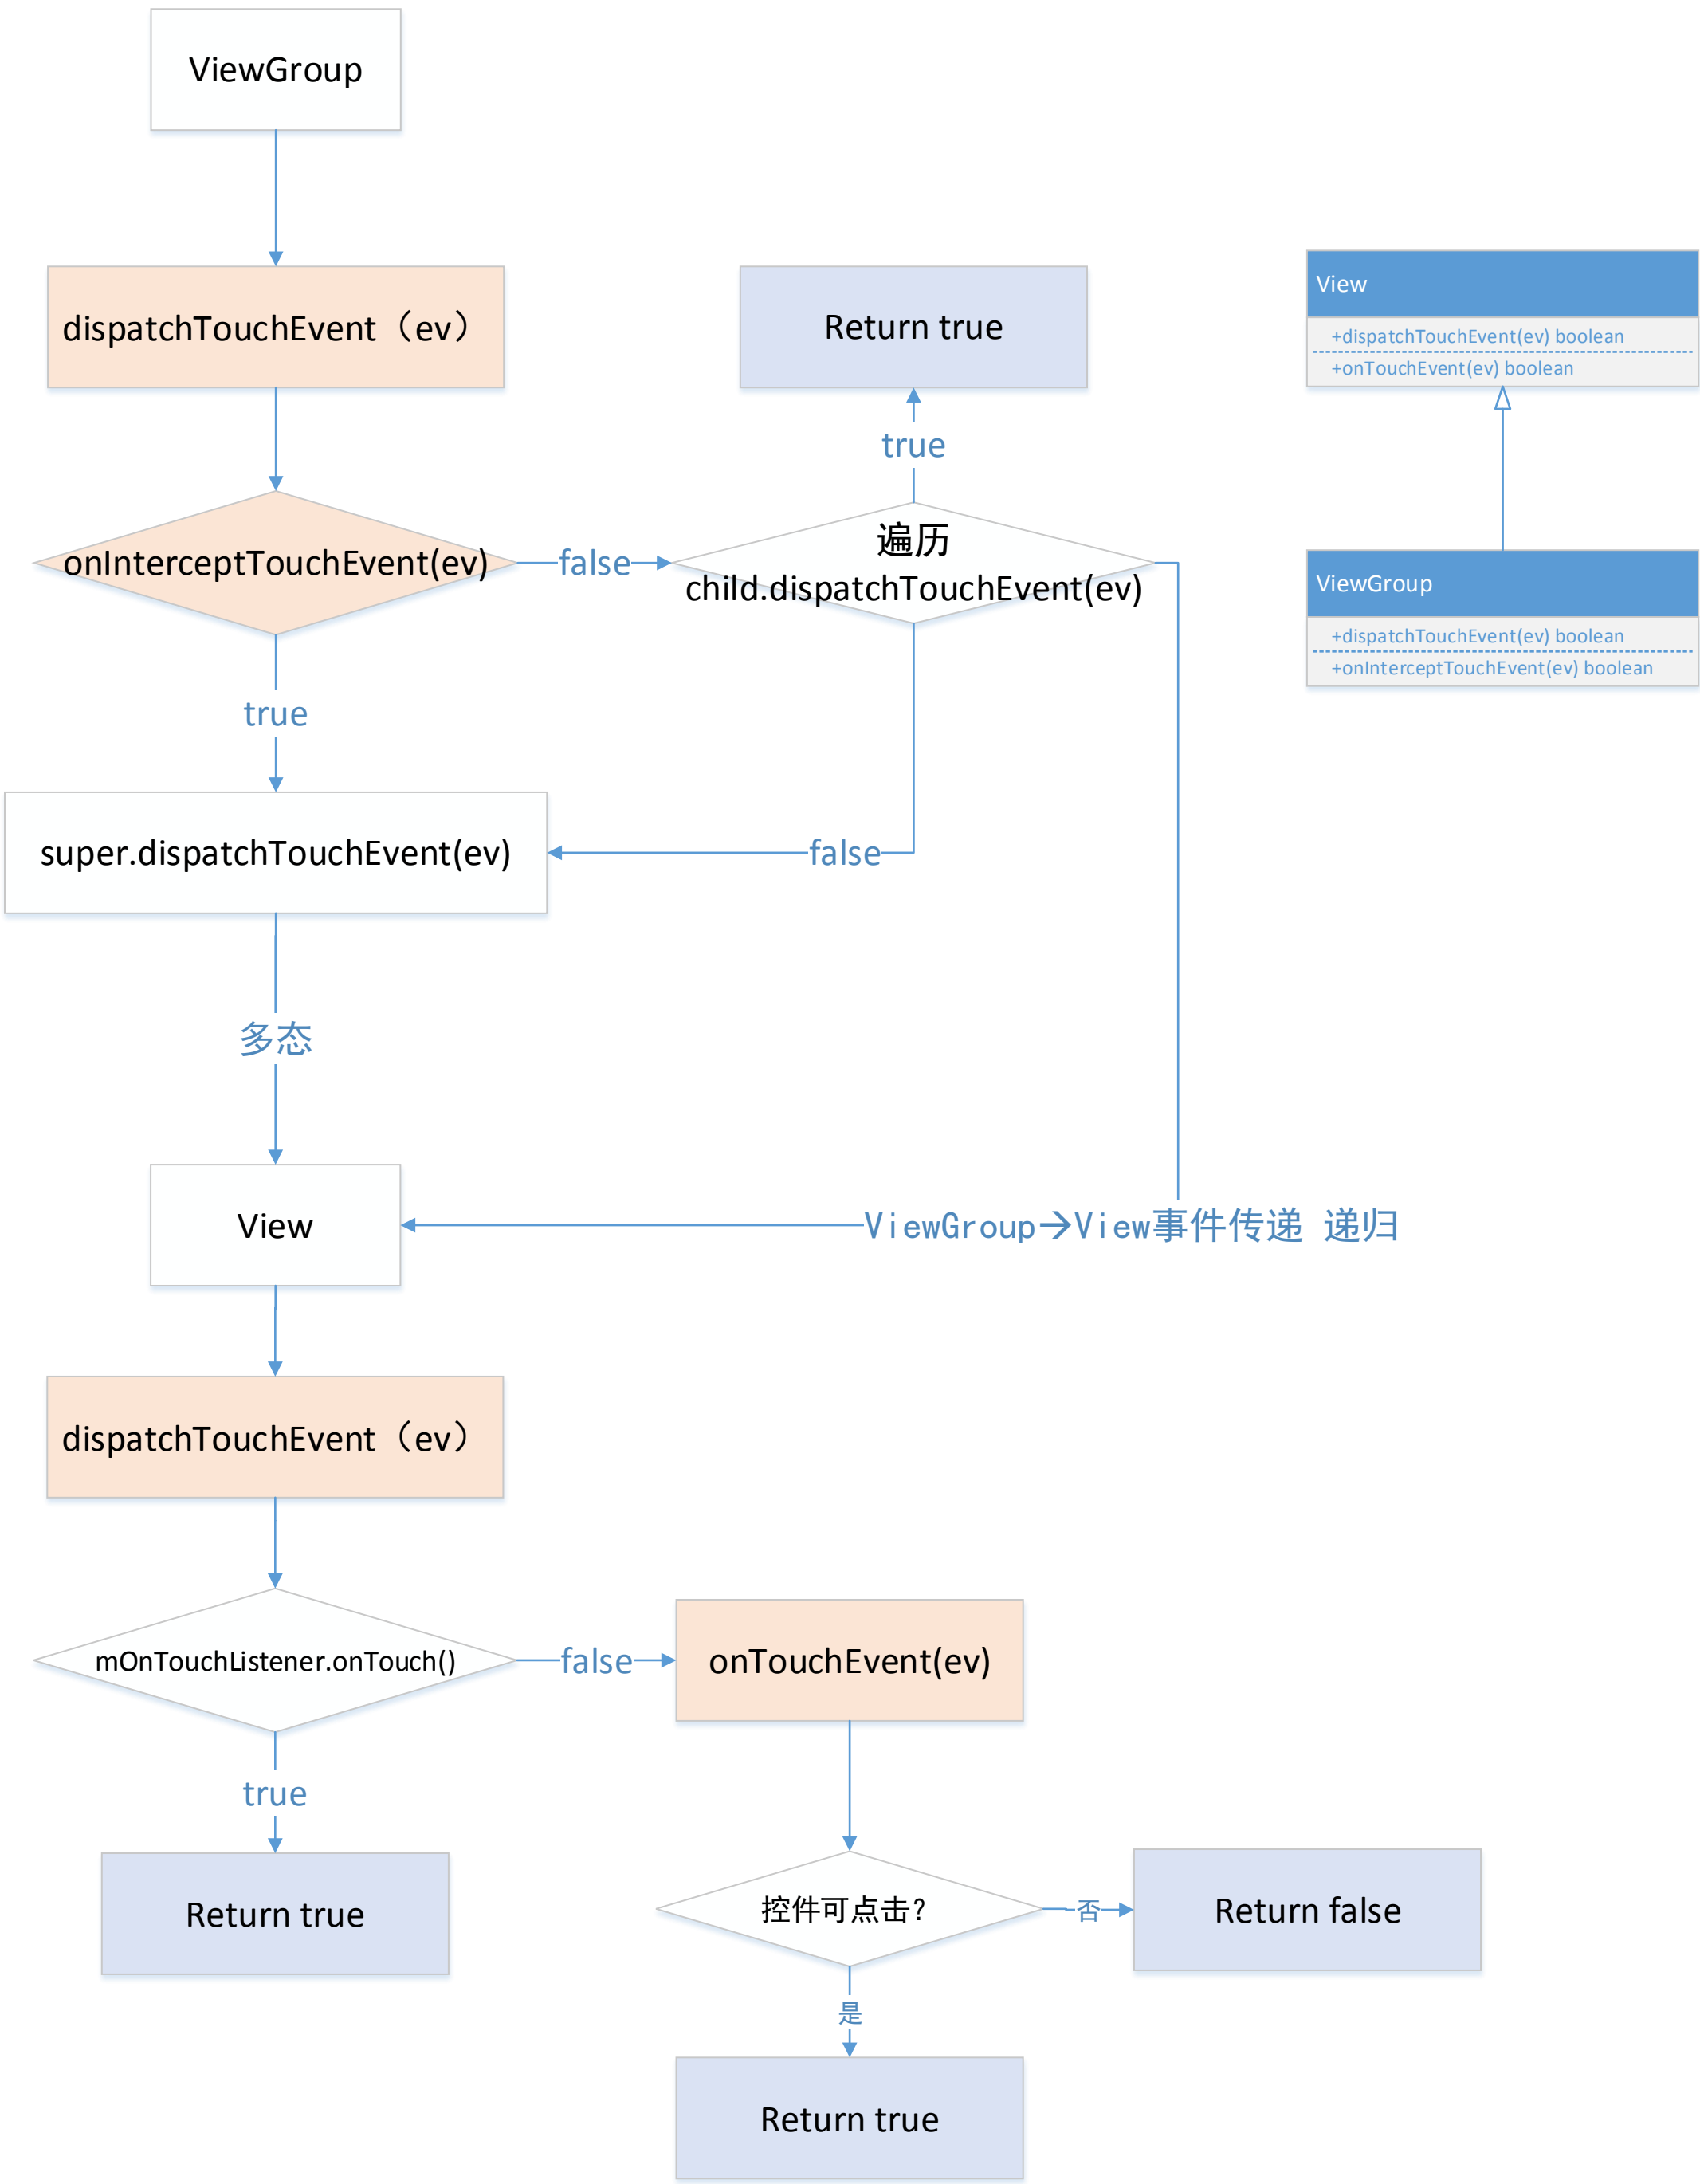 ViewGroup
dispatchTouchEvent（ev）
Return true
View
+dispatchTouchEvent(ev) boolean
+onTouchEvent(ev) boolean
true
onInterceptTouchEvent(ev)
false
遍历
child.dispatchTouchEvent(ev)
ViewGroup
+dispatchTouchEvent(ev) boolean
+onInterceptTouchEvent(ev) boolean
true
super.dispatchTouchEvent(ev)
false
多态
View
ViewGroup→View事件传递 递归
dispatchTouchEvent（ev）
mOnTouchListener.onTouch()
false
onTouchEvent(ev)
true
Return true
控件可点击?
否
Return false
是
Return true